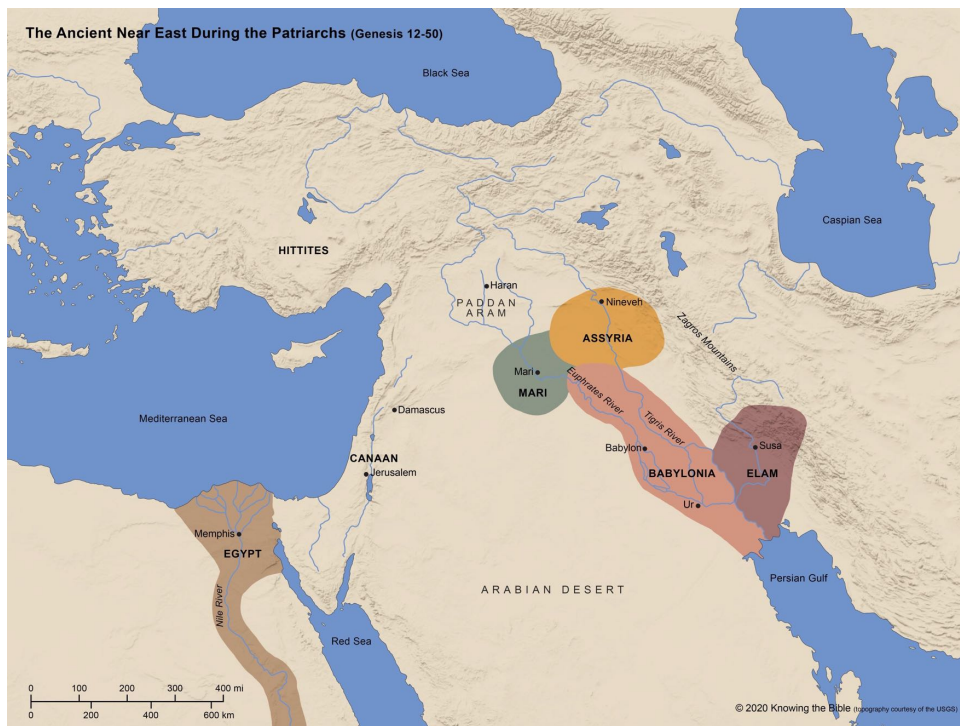 The Ancient Near East During the Patriarchs (Genesis 12-50)
Black Sea
Caspian Sea
HITTITES
Haran
PADDAN
ARAM
Nineveh
ASSYRIA
Zagros Mountains
Mari
MARI
Euphrates River
Tigris River
Mediterranean Sea
Damascus
CANAAN
Jerusalem
Babylon
BABYLONIA
Susa
ELAM
Ur
Memphis
EGYPT
Nile River
Persian Gulf
ARABIAN DESERT
Red Sea
0 100 200 300 400 mi
0 200 400 600 km
© 2020 Knowing the Bible (topography courtesy of the USGS)